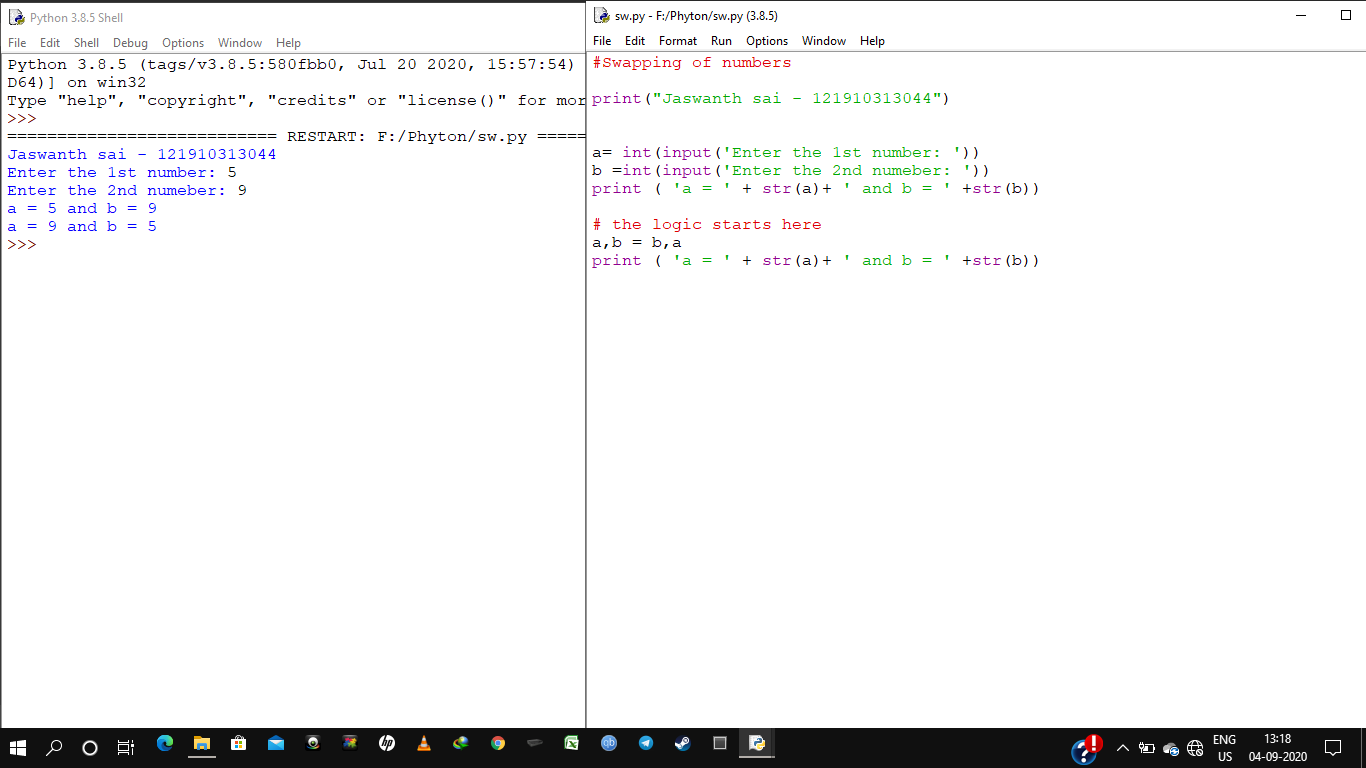 Python 3.8.5 Shell
File Edit Shell Debug Options Window Help
Python 3.8.5 (tags/v3.8.5:580fbb0, Jul 20 2020, 15:57:54)
D64)] on win32
Type "help", "copyright", "credits" or "license()" for mor
>>>
=========================== RESTART: F:/Phyton/sw.py =====
Jaswanth sai - 121910313044
Enter the 1st number: 5
Enter the 2nd numeber: 9
a = 5 and b = 9
a = 9 and b = 5
>>>
sw.py - F:/Phyton/sw.py (3.8.5)
File Edit Format Run Options Window Help
#Swapping of numbers
print("Jaswanth sai - 121910313044")
a= int(input('Enter the 1st number: '))
b =int(input('Enter the 2nd numeber: '))
print ( 'a = ' + str(a)+ ' and b = ' +str(b))
# the logic starts here
a,b = b,a
print ( 'a = ' + str(a)+ ' and b = ' +str(b))
hp
qb
ENG
US
13:18
04-09-2020